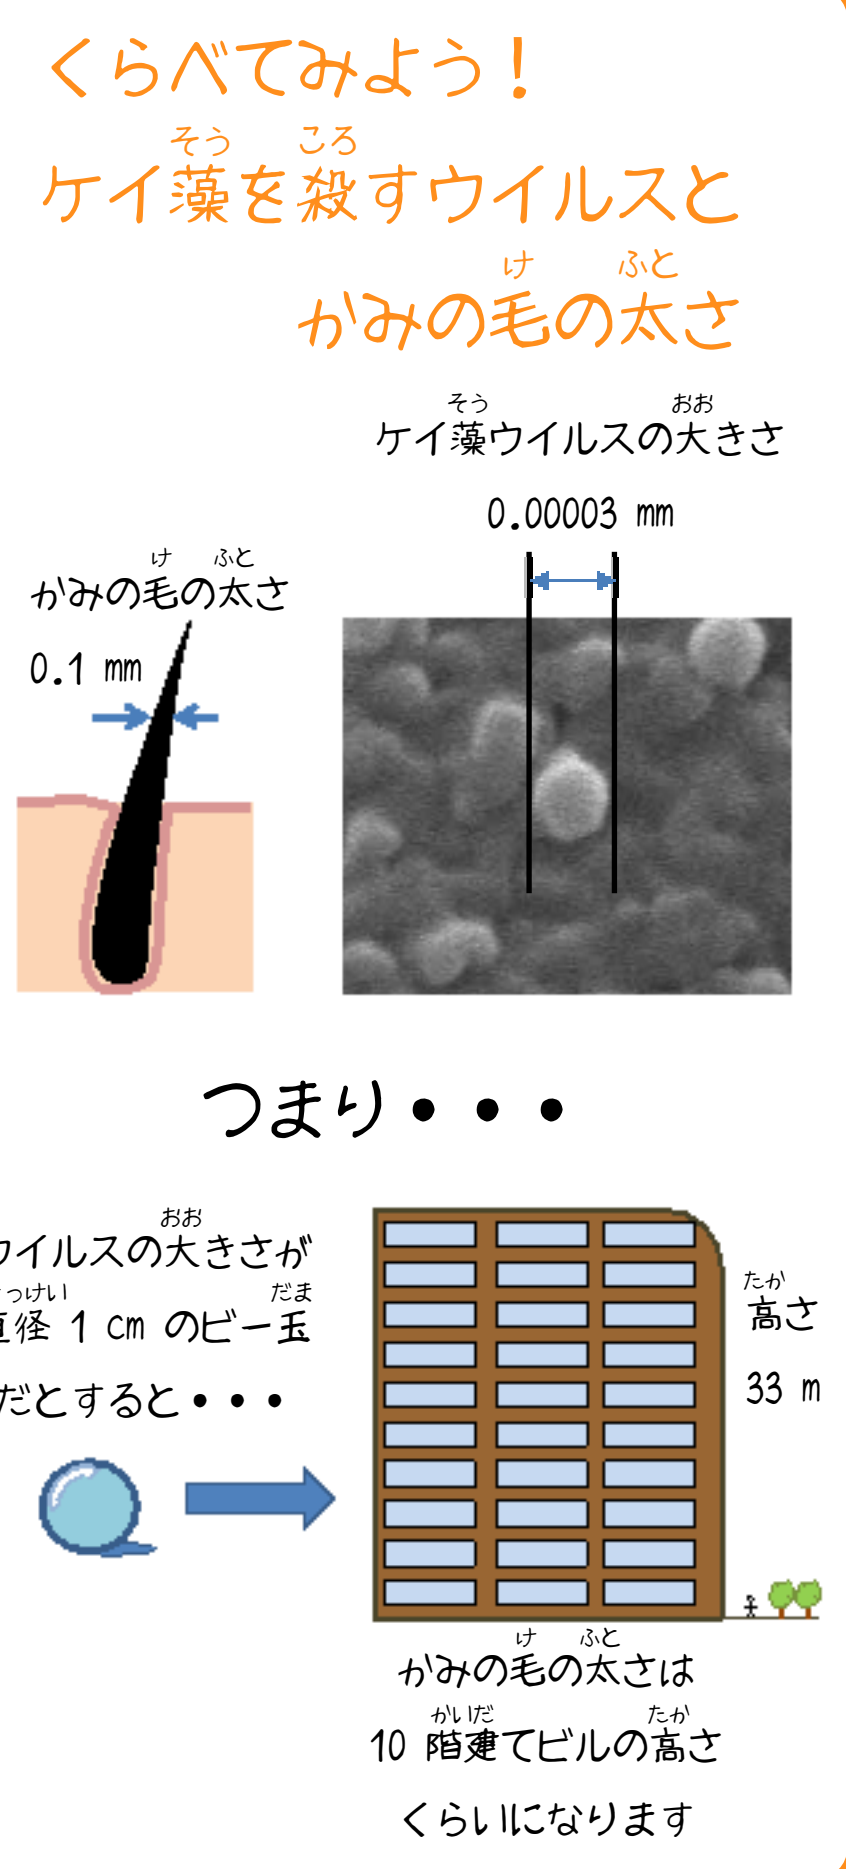 くらべてみよう！
そう ころ
ケイ藻を殺すウイルスと
け ふと
かみの毛の太さ
そう おお
ケイ藻ウイルスの大きさ
0.00003 mm
け ふと
かみの毛の太さ
0.1 mm
つまり・・・
おお
ウイルスの大きさが
っけい だま
直径 1 cm のビー玉
だとすると・・・
たか
高さ
33 m
け ふと
かみの毛の太さは
かいだ たか
10 階建てビルの高さ
くらいになります